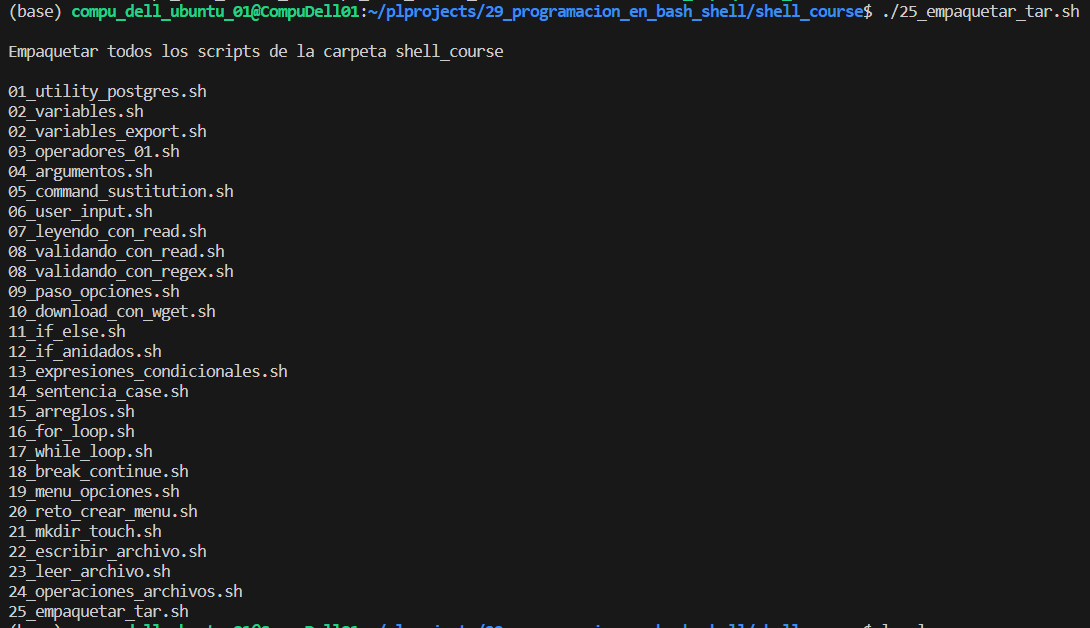 (base) compu_dell_ubuntu_01@CompuDell01:~/plprojects/29_programacion_en_bash_shell/shell_course$ ./25_empaquetar_tar.sh
Empaquetar todos los scripts de la carpeta shell_course
01_utility_postgres.sh
02_variables.sh
02_variables_export.sh
03_operadores_01.sh
04_argumentos.sh
05_command_sustitution.sh
06_user_input.sh
07_leyendo_con_read.sh
08_validando_con_read.sh
08_validando_con_regex.sh
09_paso_opciones.sh
10_download_con_wget.sh
11_if_else.sh
12_if_anidados.sh
13_expresiones_condicionales.sh
14_sentencia_case.sh
15_arreglos.sh
16_for_loop.sh
17_while_loop.sh
18_break_continue.sh
19_menu_opciones.sh
20_reto_crear_menu.sh
21_mkdir_touch.sh
22_escribir_archivo.sh
23_leer_archivo.sh
24_operaciones_archivos.sh
25_empaquetar_tar.sh